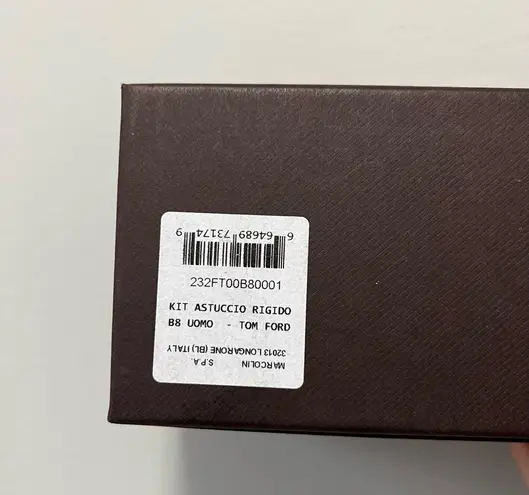 6 64689 73174 9
232FT00B80001
KIT ASTUCCIO RIGIDO
B8 UOMO - TOM FORD
MARCOLIN S.P.A.
32013 LONGARONE (BL) ITALY